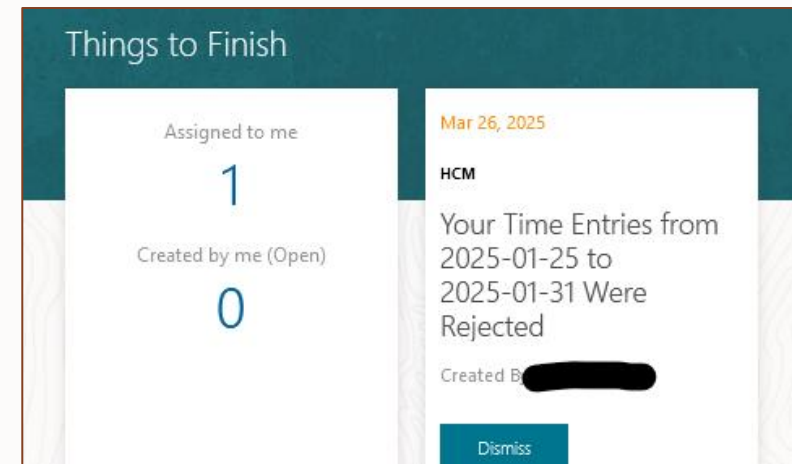 Things to Finish
Assigned to me
1
Created by me (Open)
0
Mar 26, 2025
HCM
Your Time Entries from
2025-01-25 to
2025-01-31 Were
Rejected
Created B
Dismiss